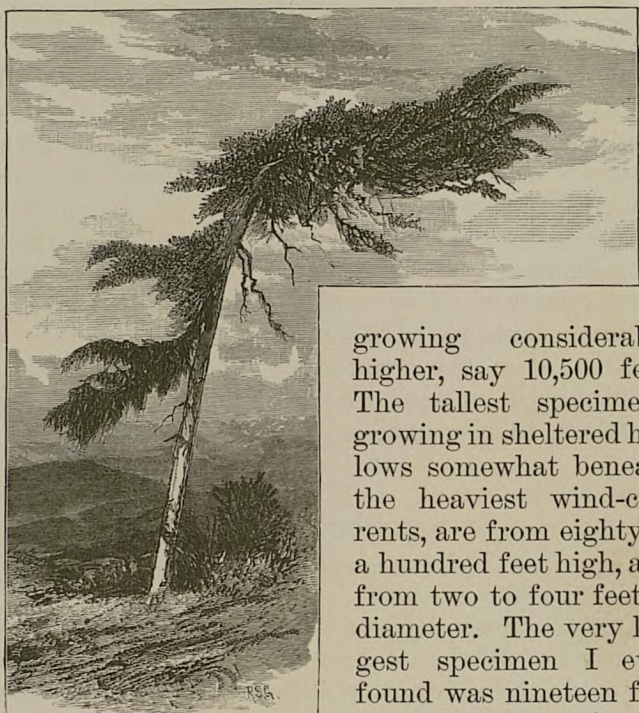 growing considerab
higher, say 10,500 fe
The tallest specime
growing in sheltered h
lows somewhat benea
the heaviest wind-c
rents, are from eighty
a hundred feet high, a
from two to four feet
diameter. The very l
gest specimen I e
found was nineteen f
R.S.G.